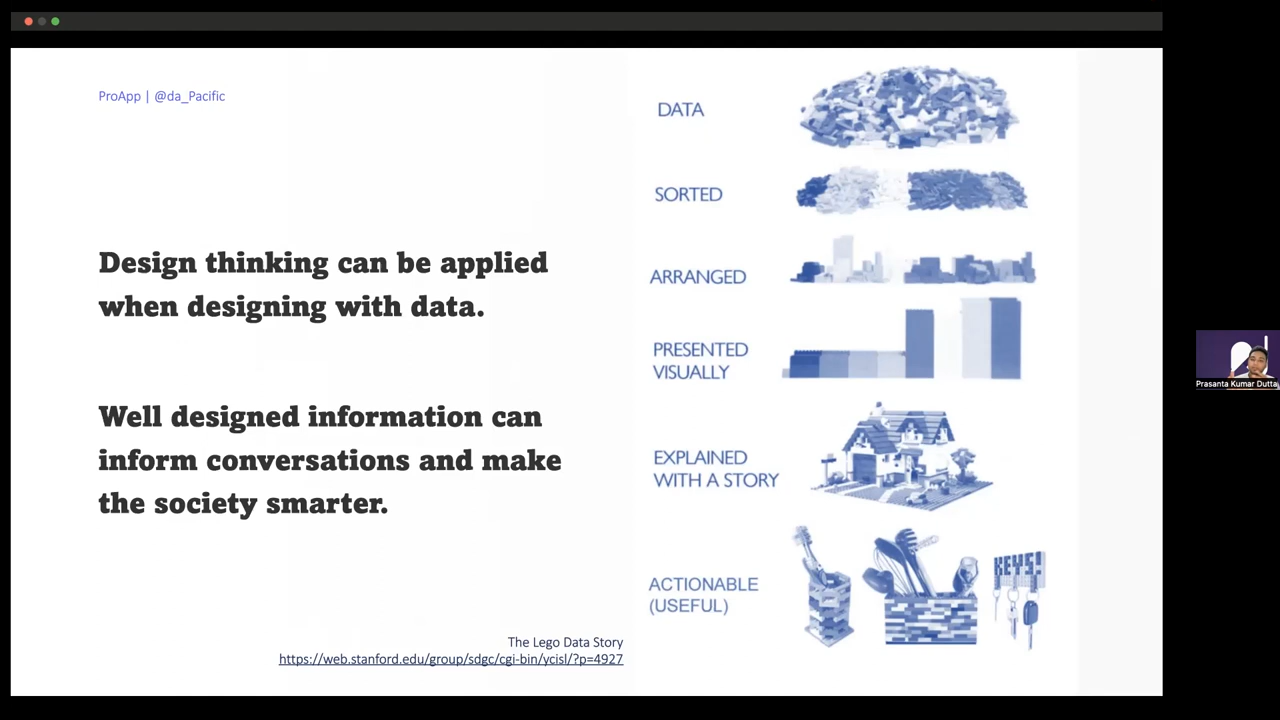 ProApp | @da_Pacific
Design thinking can be applied
when designing with data.
Well designed information can
inform conversations and make
the society smarter.
The Lego Data Story
https://web.stanford.edu/group/sdgc/cgi-bin/ycisl/?p=4927
DATA
SORTED
ARRANGED
PRESENTED
VISUALLY
EXPLAINED
WITH A STORY
ACTIONABLE
(USEFUL)
KEYS!
Prasanta Kumar Dutta